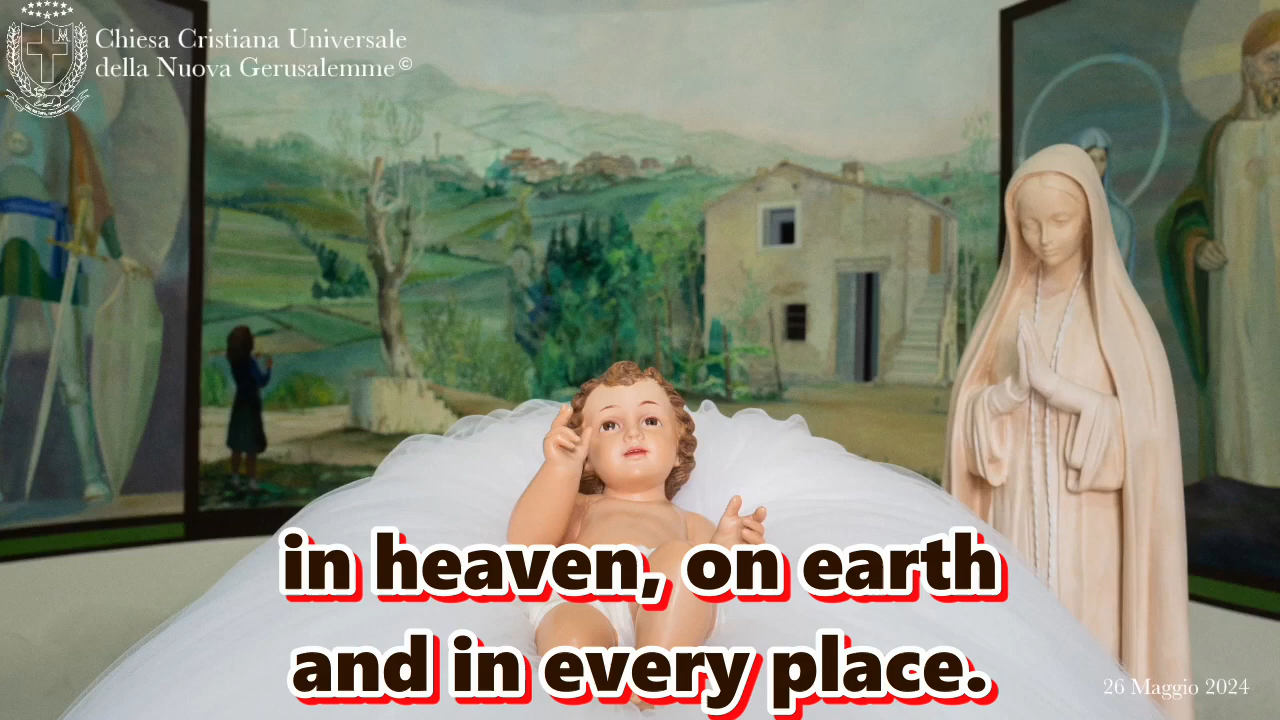 Chiesa Cristiana Universale
della Nuova Gerusalemme©
in heaven, on earth
and in every place.
26 Maggio 2024